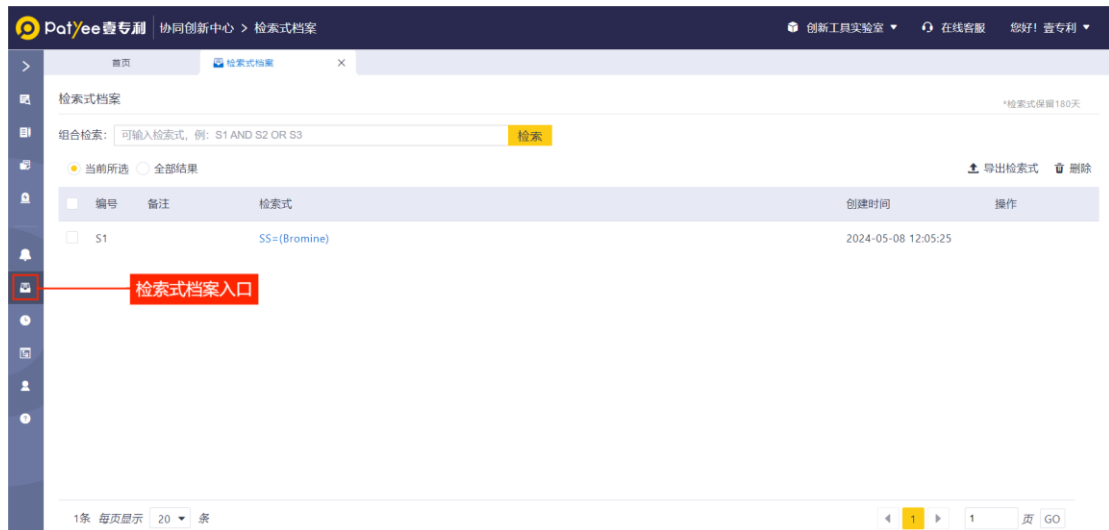 Patyee壹专利 协同创新中心 > 检索式档案 创新工具实验室 在线客服 您好！壹专利
首页 检索式档案
检索式档案 *检索式保留180天
组合检索： 可输入检索式，例：S1 AND S2 OR S3 检索
当前所选 全部结果 导出检索式 删除
编号 备注 检索式 创建时间 操作
S1 SS=(Bromine) 2024-05-08 12:05:25
检索式档案入口
1条 每页显示 20 条 1 1 页 GO